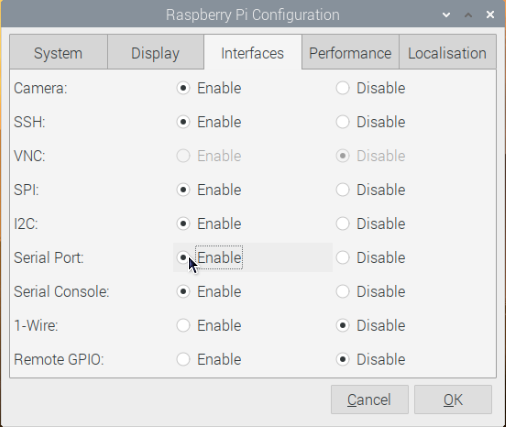 Raspberry Pi Configuration
System Display Interfaces Performance Localisation
Camera: Enable Disable
SSH: Enable Disable
VNC: Enable Disable
SPI: Enable Disable
I2C: Enable Disable
Serial Port: Enable Disable
Serial Console: Enable Disable
1-Wire: Enable Disable
Remote GPIO: Enable Disable
Cancel OK